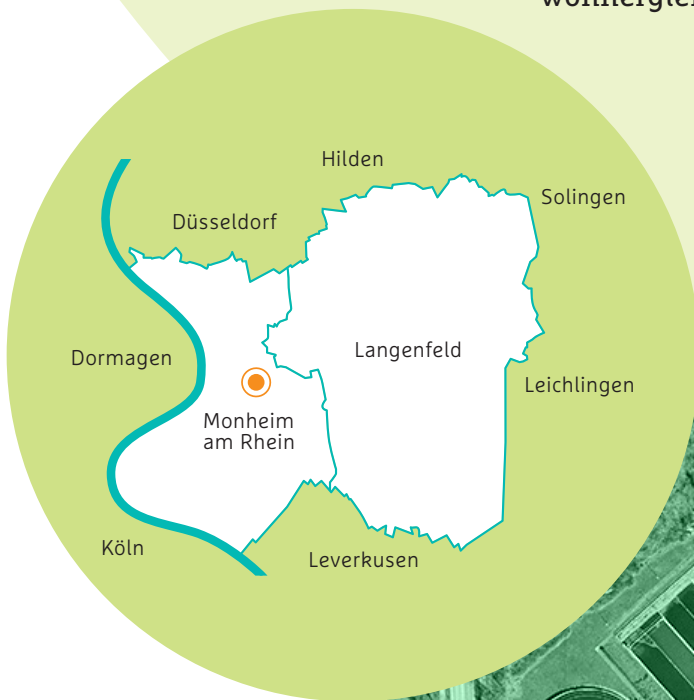 Hilden
Solingen
Düsseldorf
Dormagen
Langenfeld
Leichlingen
Monheim
am Rhein
Köln
Leverkusen